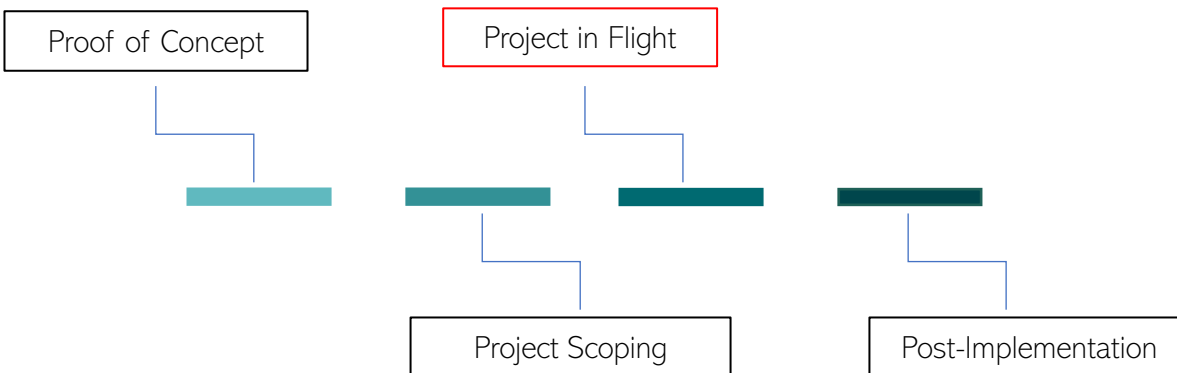 Proof of Concept
Project in Flight
Project Scoping
Post-Implementation